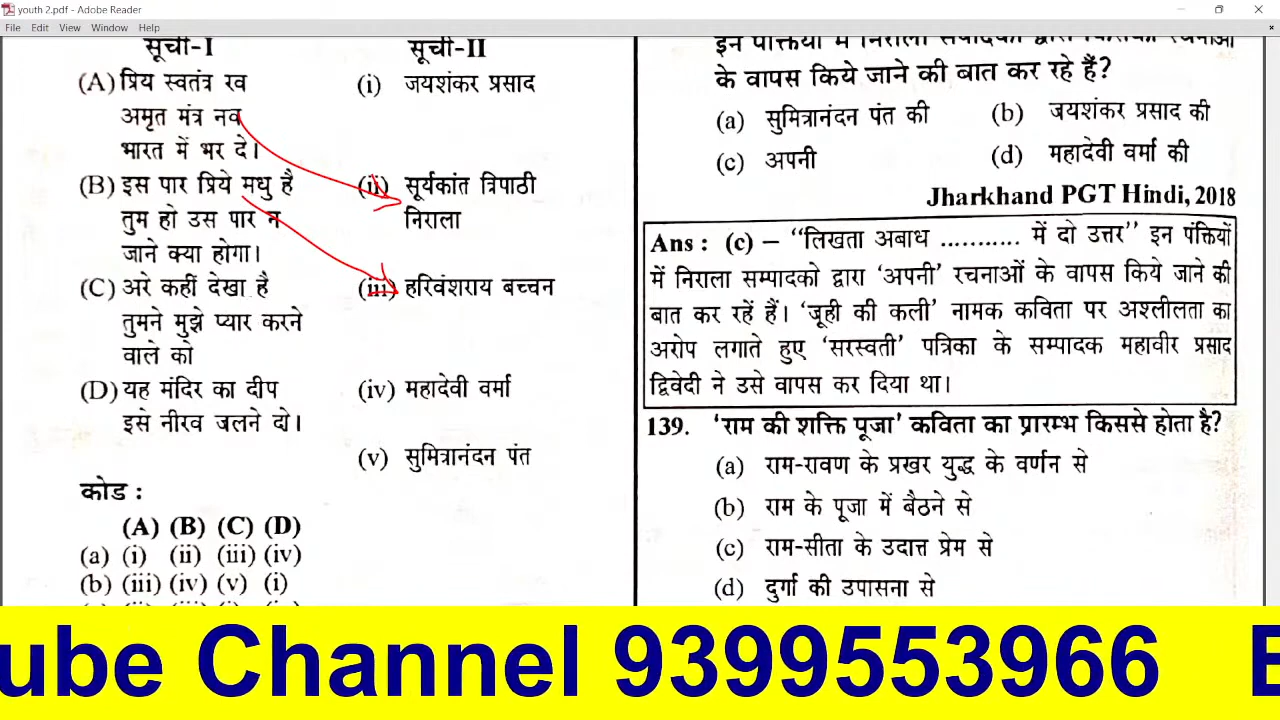 youth 2.pdf - Adobe Reader
File Edit View Window Help
सूची-I सूची-II
(A) प्रिय स्वतंत्र रव (i) जयशंकर प्रसाद
अमृत मंत्र नव
भारत में भर दे।
(B) इस पार प्रिये मधु है (ii) सूर्यकांत त्रिपाठी
तुम हो उस पार न निराला
जाने क्या होगा।
(C) अरे कहीं देखा है (iii) हरिवंशराय बच्चन
तुमने मुझे प्यार करने
वाले को
(D) यह मंदिर का दीप (iv) महादेवी वर्मा
इसे नीरव जलने दो।
(v) सुमित्रानंदन पंत
कोड :
(A) (B) (C) (D)
(a) (i) (ii) (iii) (iv)
(b) (iii) (iv) (v) (i)
के वापस किये जाने की बात कर रहे हैं?
(a) सुमित्रानंदन पंत की (b) जयशंकर प्रसाद की
(c) अपनी (d) महादेवी वर्मा की
Jharkhand PGT Hindi, 2018
Ans : (c) – “लिखता अबाध ........... में दो उत्तर” इन पंक्तियों
में निराला सम्पादको द्वारा ‘अपनी’ रचनाओं के वापस किये जाने की
बात कर रहें हैं। ‘जूही की कली’ नामक कविता पर अश्लीलता का
अरोप लगाते हुए ‘सरस्वती’ पत्रिका के सम्पादक महावीर प्रसाद
द्विवेदी ने उसे वापस कर दिया था।
139. ‘राम की शक्ति पूजा’ कविता का प्रारम्भ किससे होता है?
(a) राम-रावण के प्रखर युद्ध के वर्णन से
(b) राम के पूजा में बैठने से
(c) राम-सीता के उदात्त प्रेम से
(d) दुर्गा की उपासना से
ube Channel 9399553966